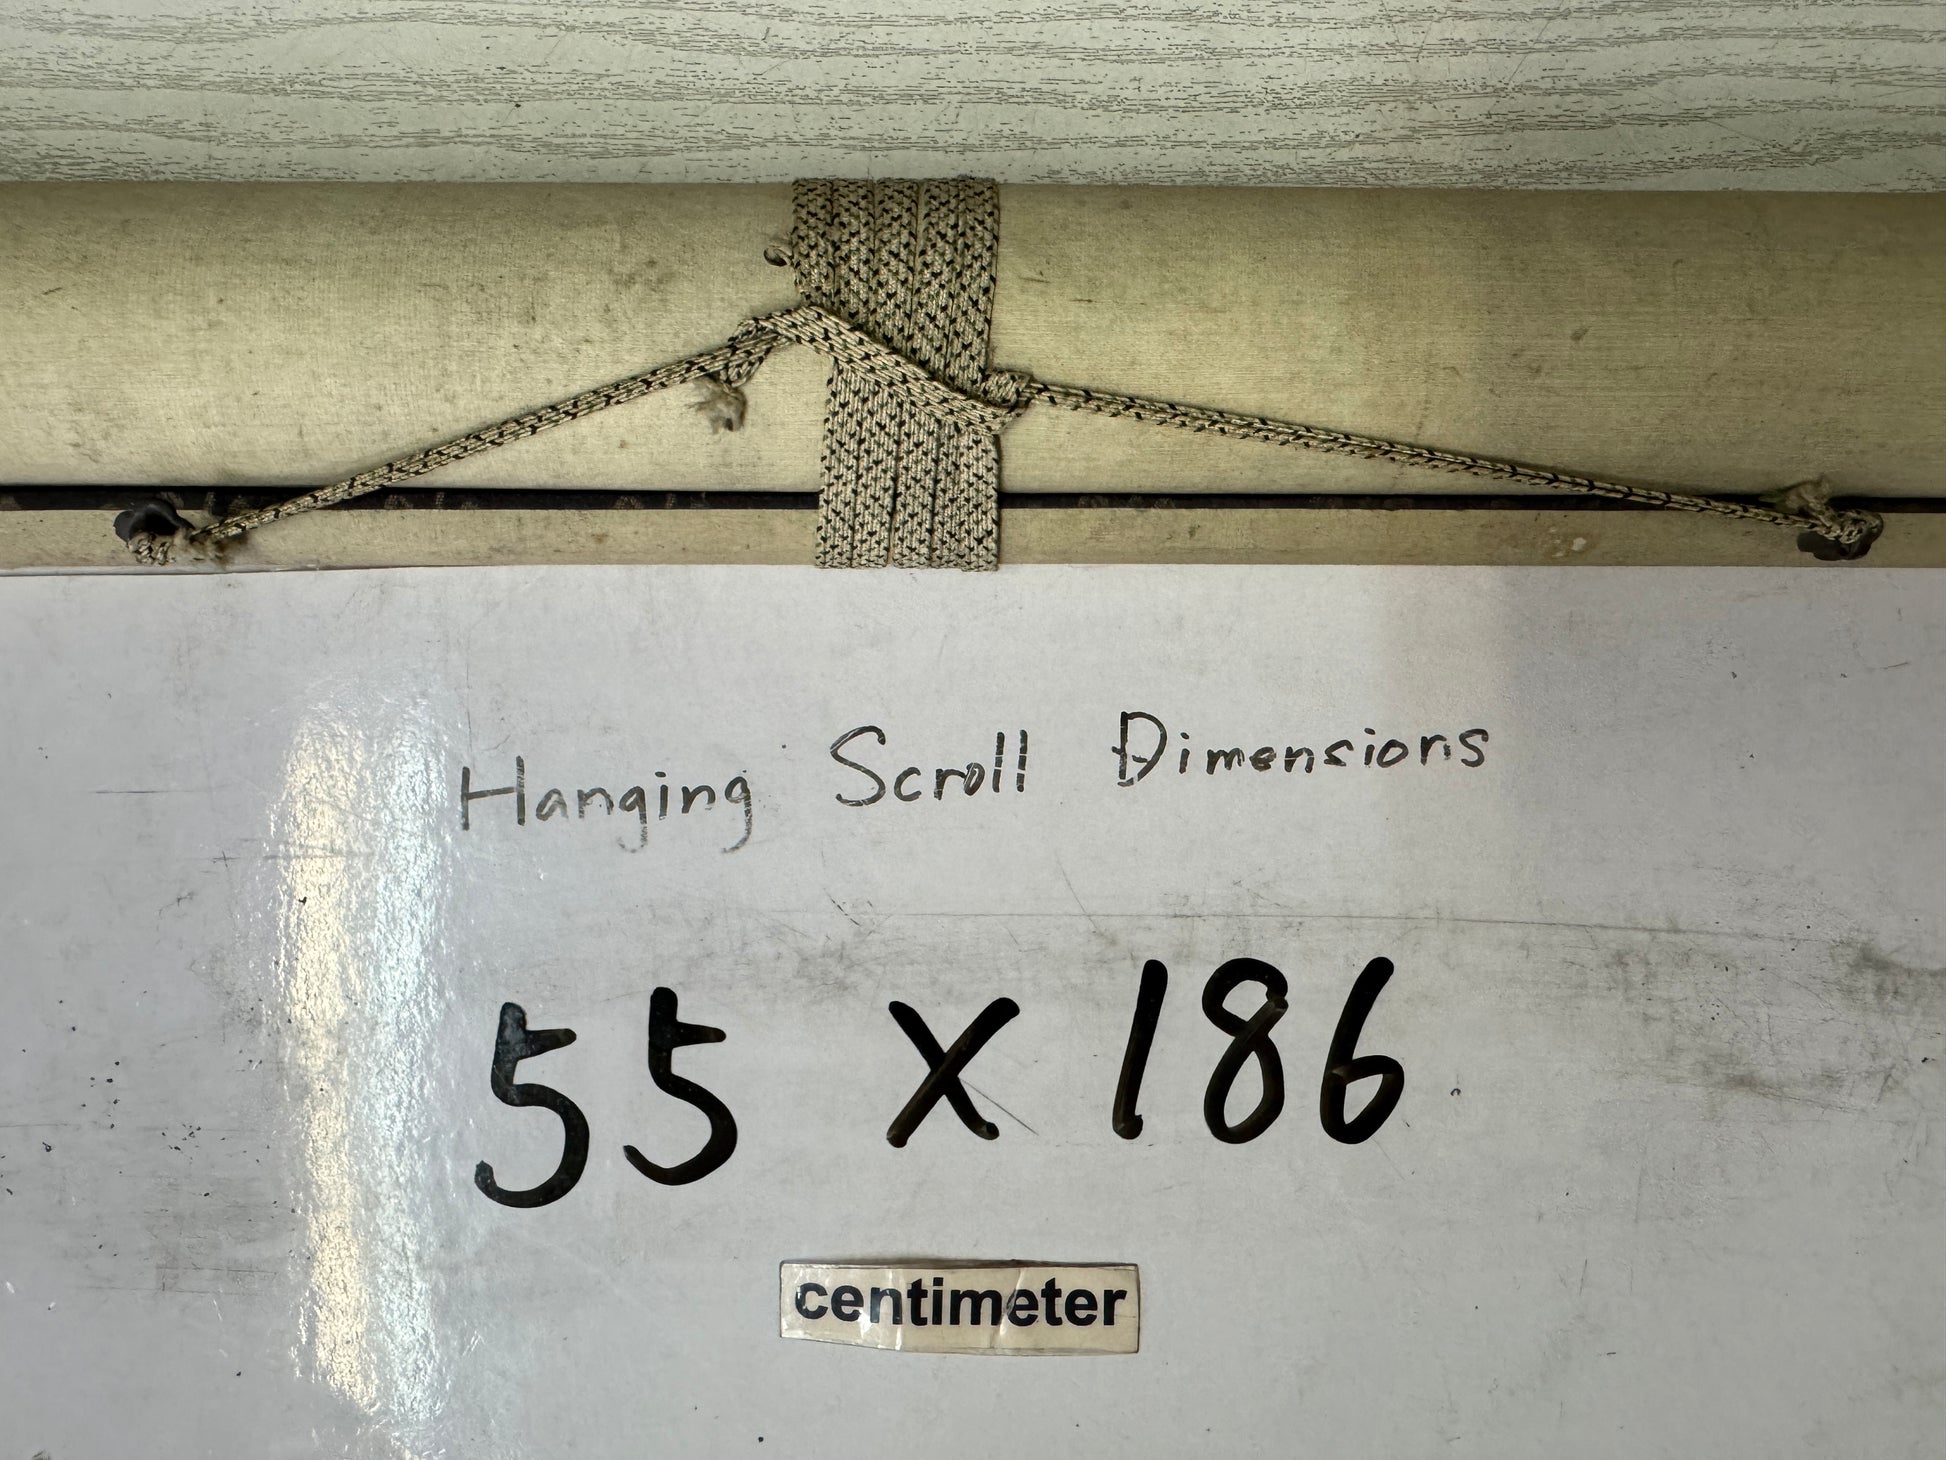 Hanging Scroll Dimensions
55 x 186
centimeter